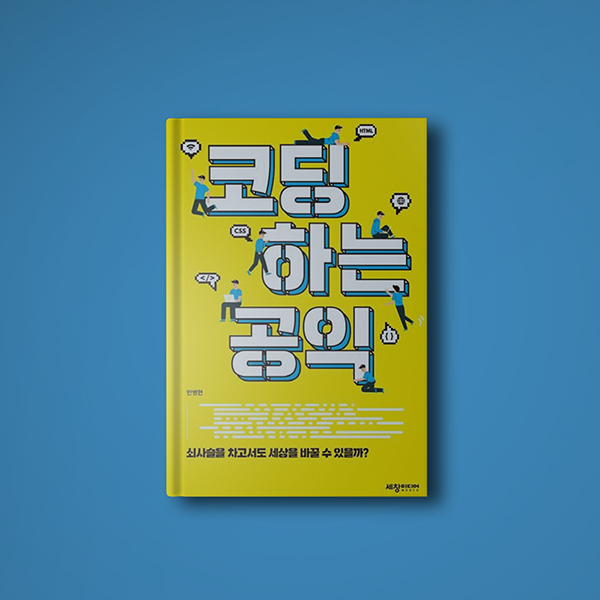 HTML
코딩
CSS
하는
</>
공익
{ }
반병현
쇠사슬을 차고서도 세상을 바꿀 수 있을까?
세창미디어
MEDIA